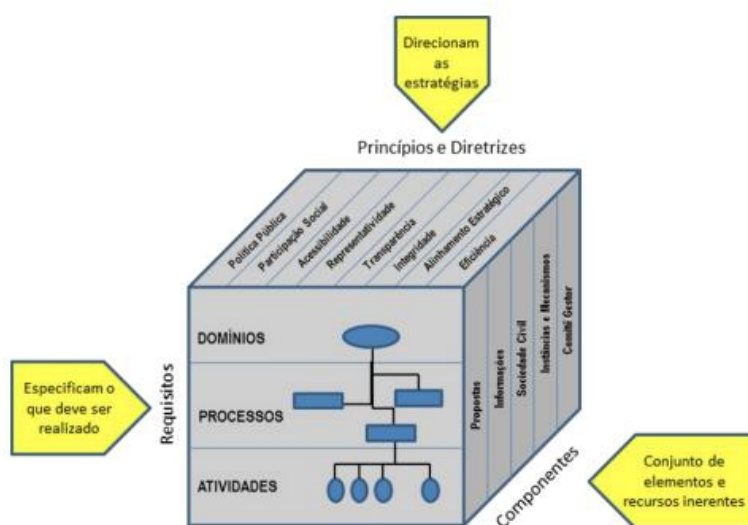 Direcionam
as
estratégias
Princípios e Diretrizes
Política Pública
Participação Social
Acessibilidade
Representatividade
Transparência
Integridade
Alinhamento Estratégico
Eficiência
DOMÍNIOS
PROCESSOS
ATIVIDADES
Requisitos
Especificam o
que deve ser
realizado
Propostas
Informações
Sociedade Civil
Instâncias e Mecanismos
Comitê Gestor
Componentes
Conjunto de
elementos e
recursos inerentes